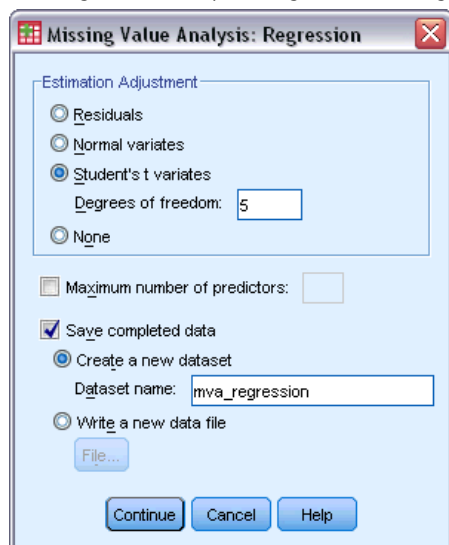 Missing Value Analysis: Regression
Estimation Adjustment
Residuals
Normal variates
Student's t variates
Degrees of freedom: 5
None
Maximum number of predictors:
Save completed data
Create a new dataset
Dataset name: mva_regression
Write a new data file
File...
Continue Cancel Help